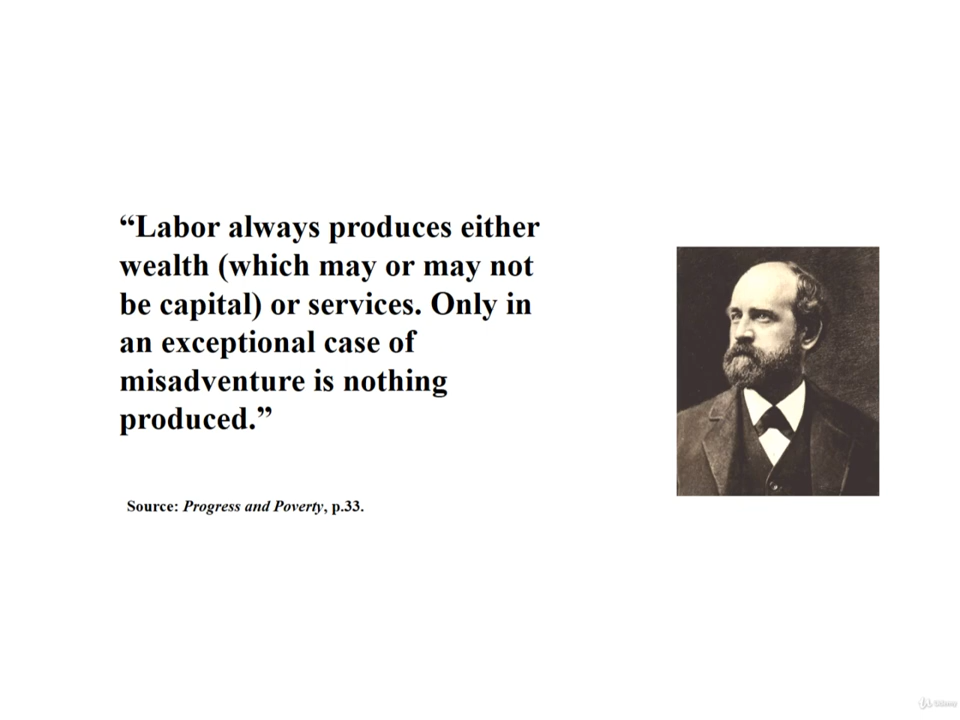 “Labor always produces either
wealth (which may or may not
be capital) or services. Only in
an exceptional case of
misadventure is nothing
produced.”
Source: Progress and Poverty, p.33.
Udemy